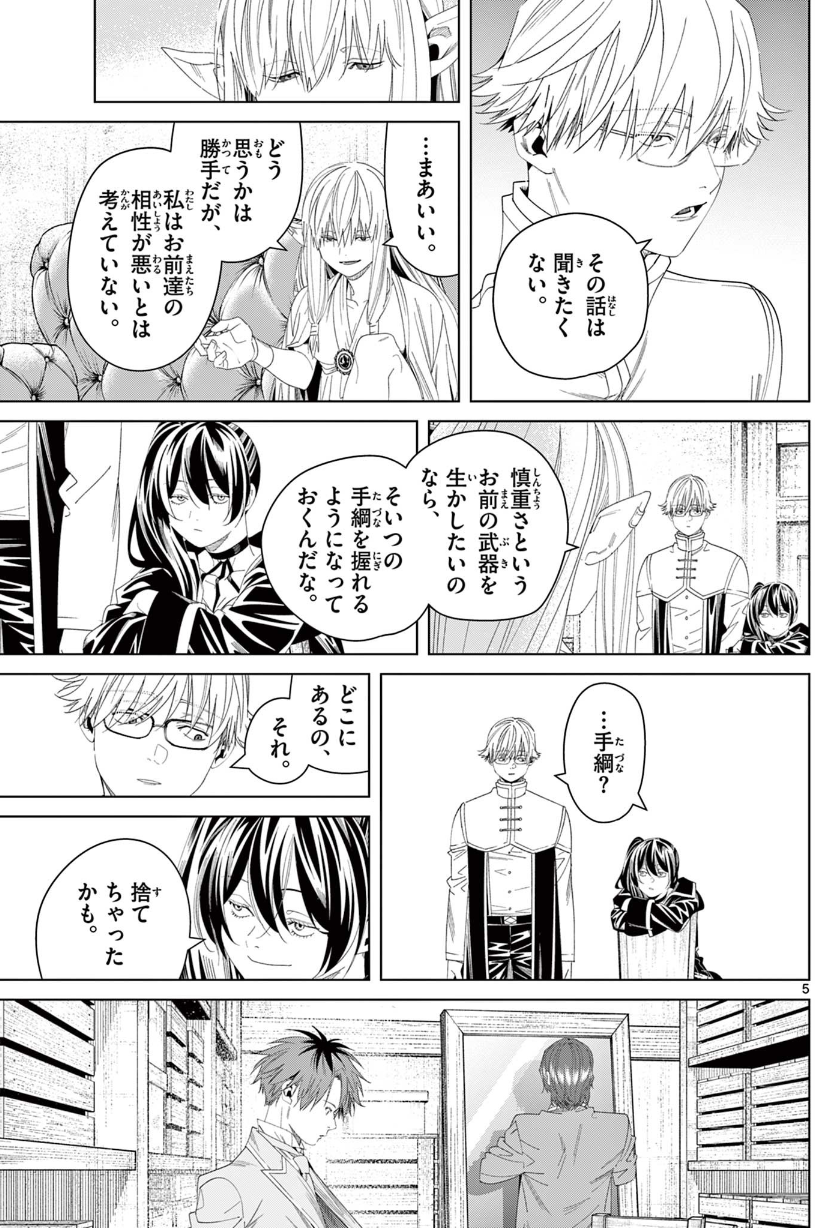 その話は
聞きたく
ない。
…まあいい。
どう
思うかは
勝手だが、
私はお前達の
相性が悪いとは
考えていない。
慎重さという
お前の武器を
生かしたいの
なら、
そいつの
手綱を握れる
ようになって
おくんだな。
…手綱?
どこに
あるの、
それ。
捨て
ちゃった
かも。
5